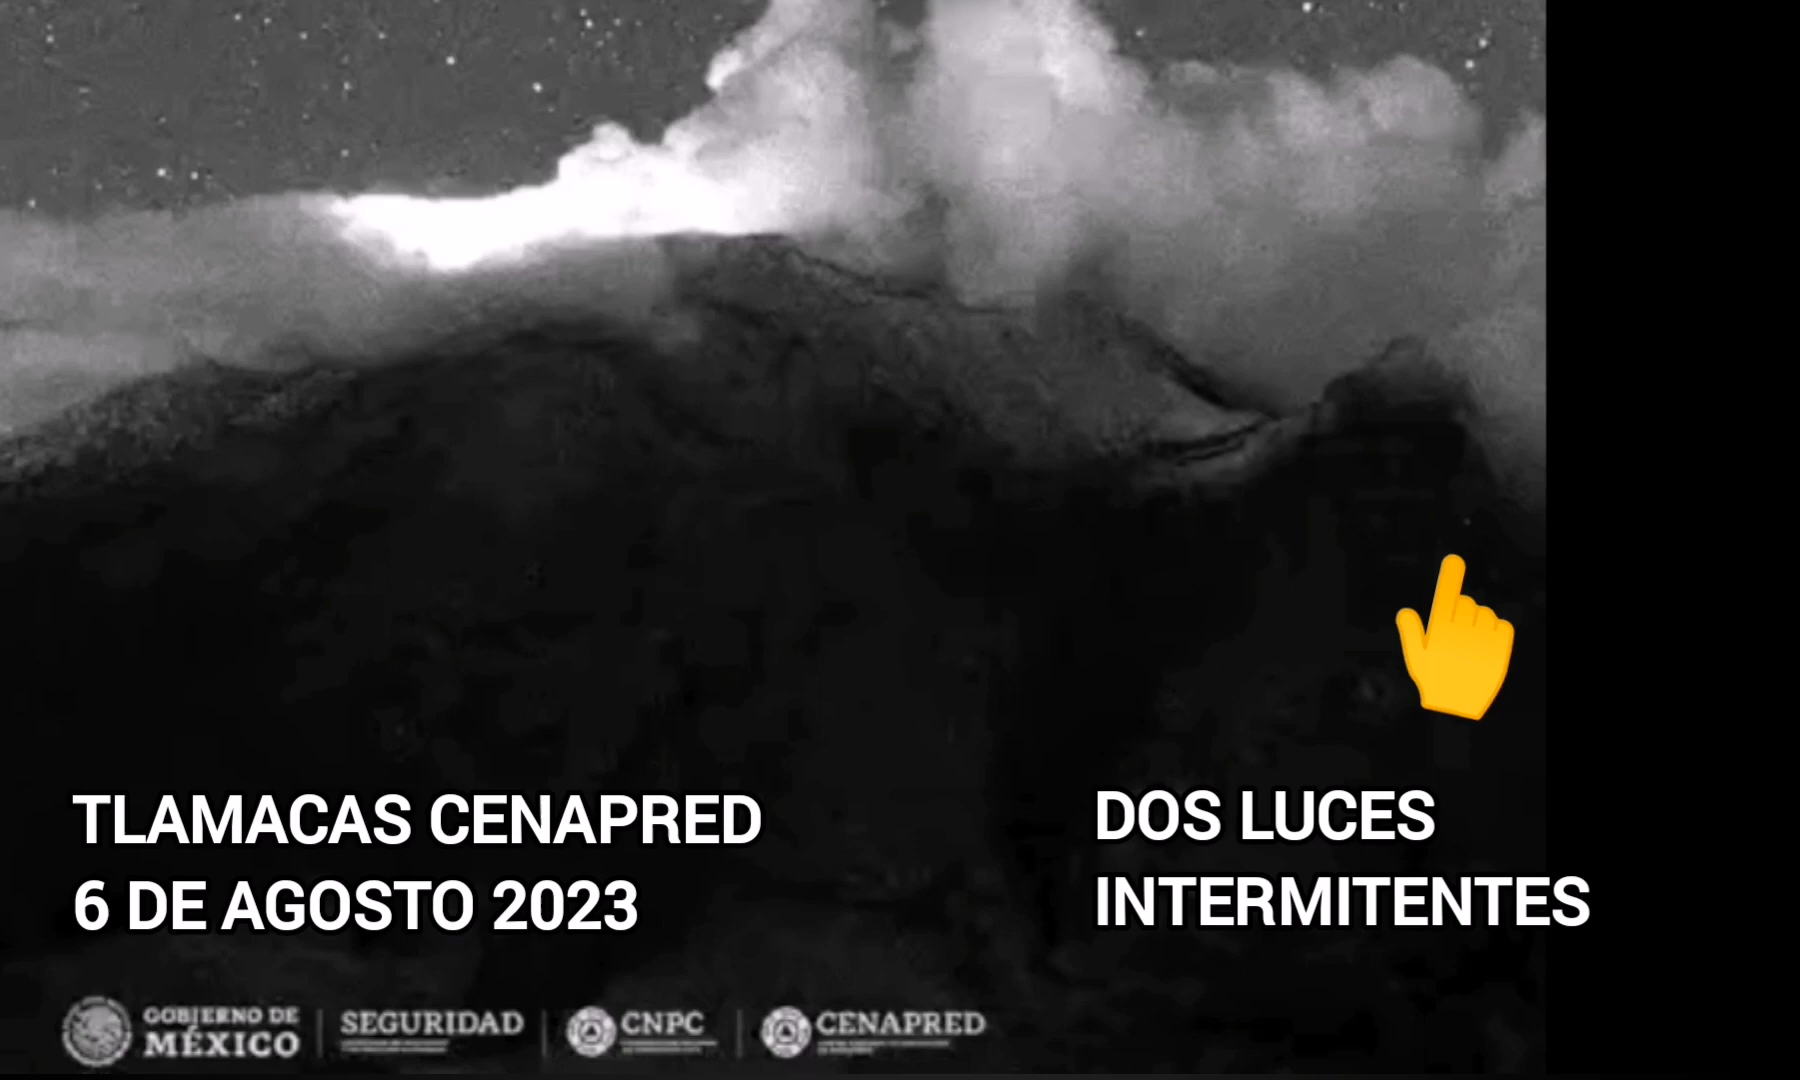 TLAMACAS CENAPRED
6 DE AGOSTO 2023
DOS LUCES
INTERMITENTES
GOBIERNO DE
MÉXICO
SEGURIDAD
CNPC
CENAPRED